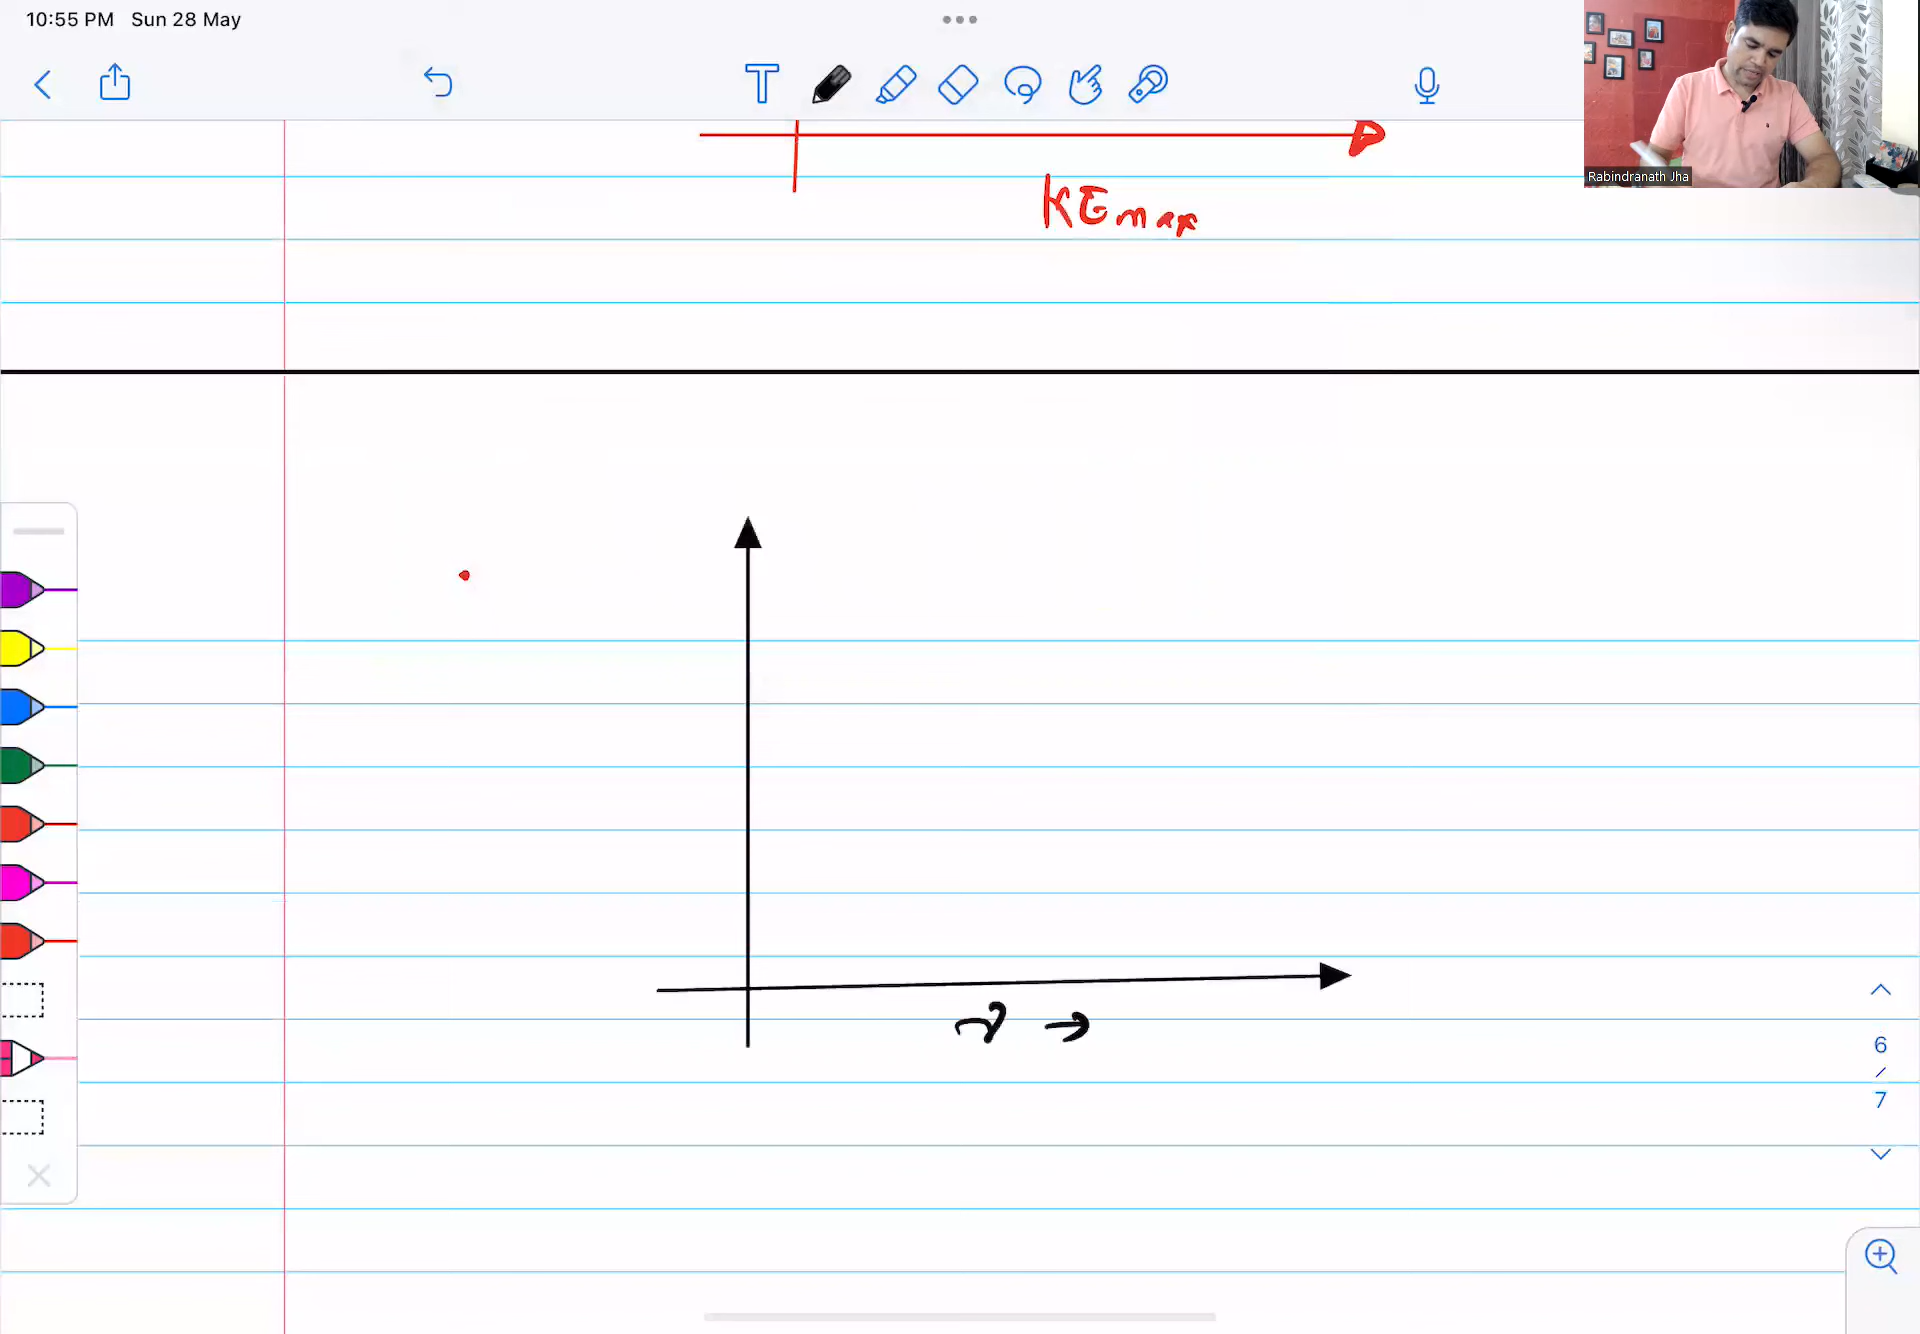 10:55 PM Sun 28 May
T
Rabindranath Jha
KEmax
ν →
6
/
7